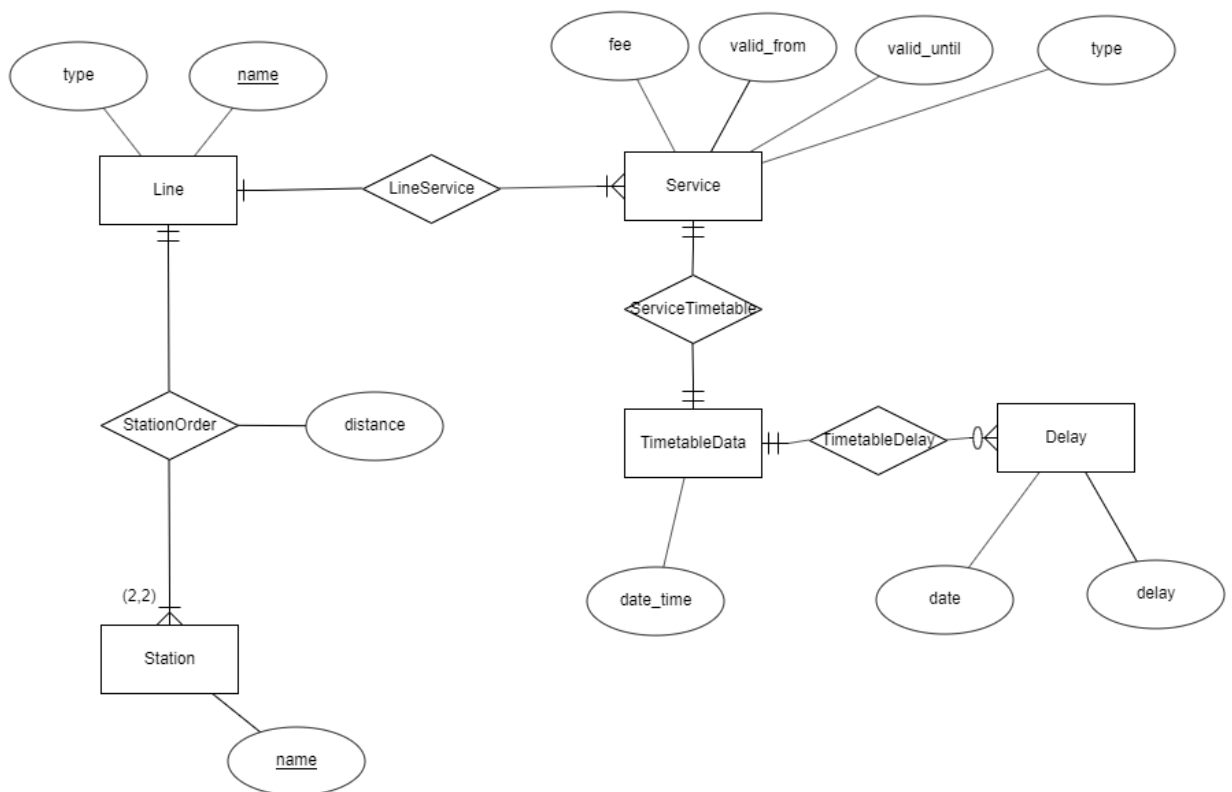 fee
valid_from
valid_until
type
type
name
Line
LineService
Service
ServiceTimetable
StationOrder
distance
TimetableData
TimetableDelay
Delay
(2,2)
date_time
date
delay
Station
name